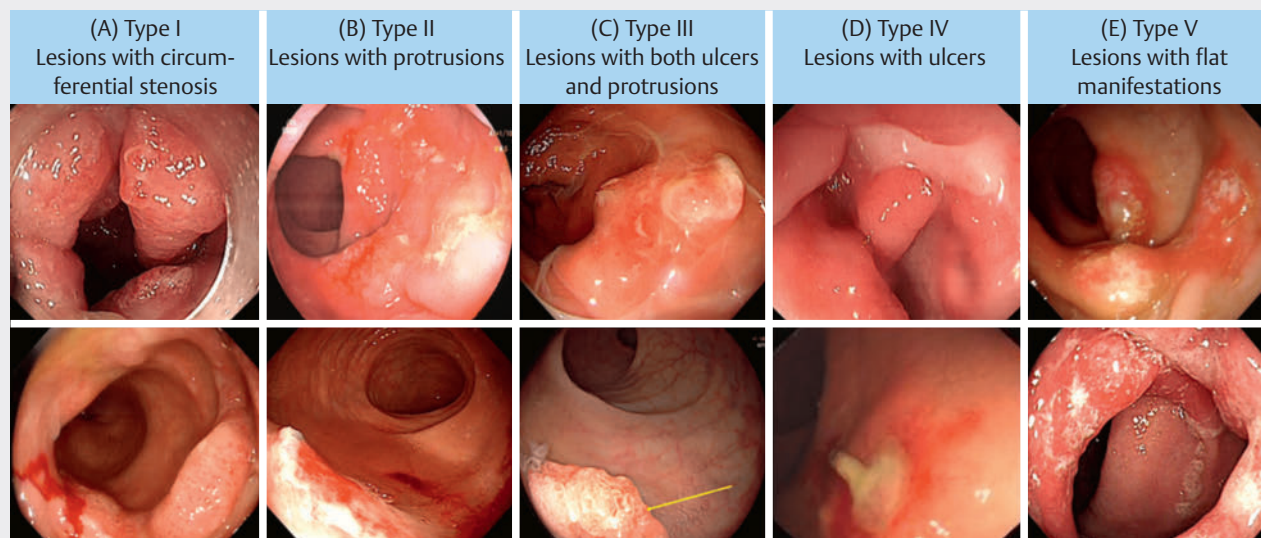 (A) Type I
Lesions with circum-
ferential stenosis
(B) Type II
Lesions with protrusions
(C) Type III
Lesions with both ulcers
and protrusions
(D) Type IV
Lesions with ulcers
(E) Type V
Lesions with flat
manifestations